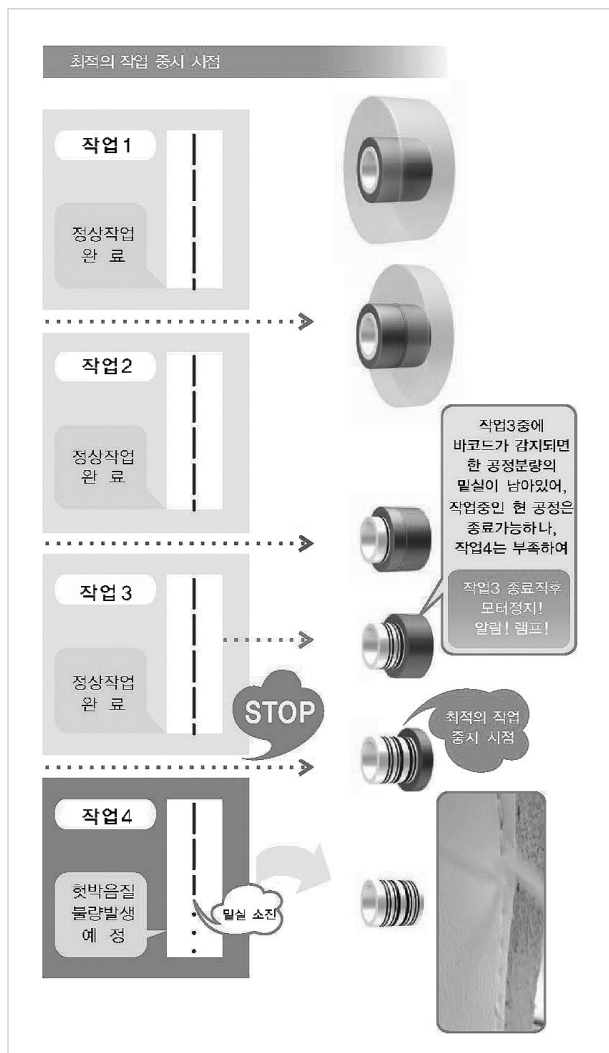 최적의 작업 중시 시점
작업1
정상작업
완 료
작업2
정상작업
완 료
작업3중에
바코드가 감지되면
한 공정분량의
밑실이 남아있어,
작업중인 현 공정은
종료가능하나,
작업4는 부족하여
작업3 종료직후
모터정지!
알람! 램프!
작업3
정상작업
완 료
STOP
최적의 작업
중지 시점
작업4
헛박음질
불량발생
예 정
밑실 소진